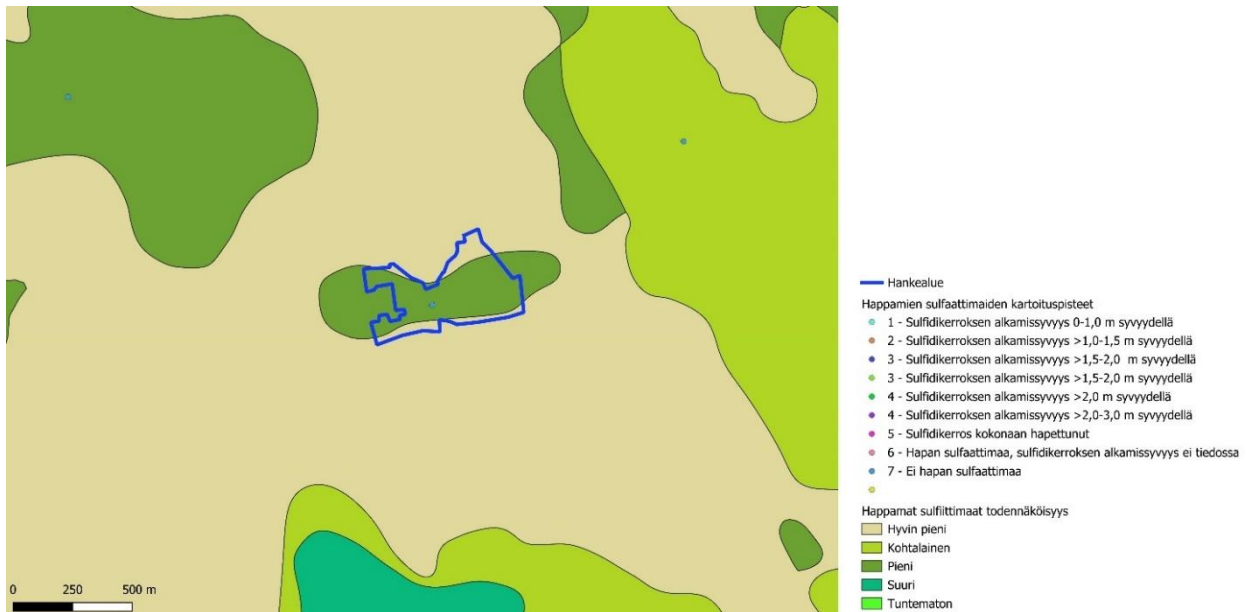 0 250 500 m
Hankealue
Happamien sulfaattimaiden kartoituspisteet
1 - Sulfidikerroksen alkamissyvyys 0-1,0 m syvyydellä
2 - Sulfidikerroksen alkamissyvyys >1,0-1,5 m syvyydellä
3 - Sulfidikerroksen alkamissyvyys >1,5-2,0 m syvyydellä
3 - Sulfidikerroksen alkamissyvyys >1,5-2,0 m syvyydellä
4 - Sulfidikerroksen alkamissyvyys >2,0 m syvyydellä
4 - Sulfidikerroksen alkamissyvyys >2,0-3,0 m syvyydellä
5 - Sulfidikerros kokonaan hapettunut
6 - Hapan sulfaattimaa, sulfidikerroksen alkamissyvyys ei tiedossa
7 - Ei hapan sulfaattimaa
Happamat sulfiittimaat todennäköisyys
Hyvin pieni
Kohtalainen
Pieni
Suuri
Tuntematon